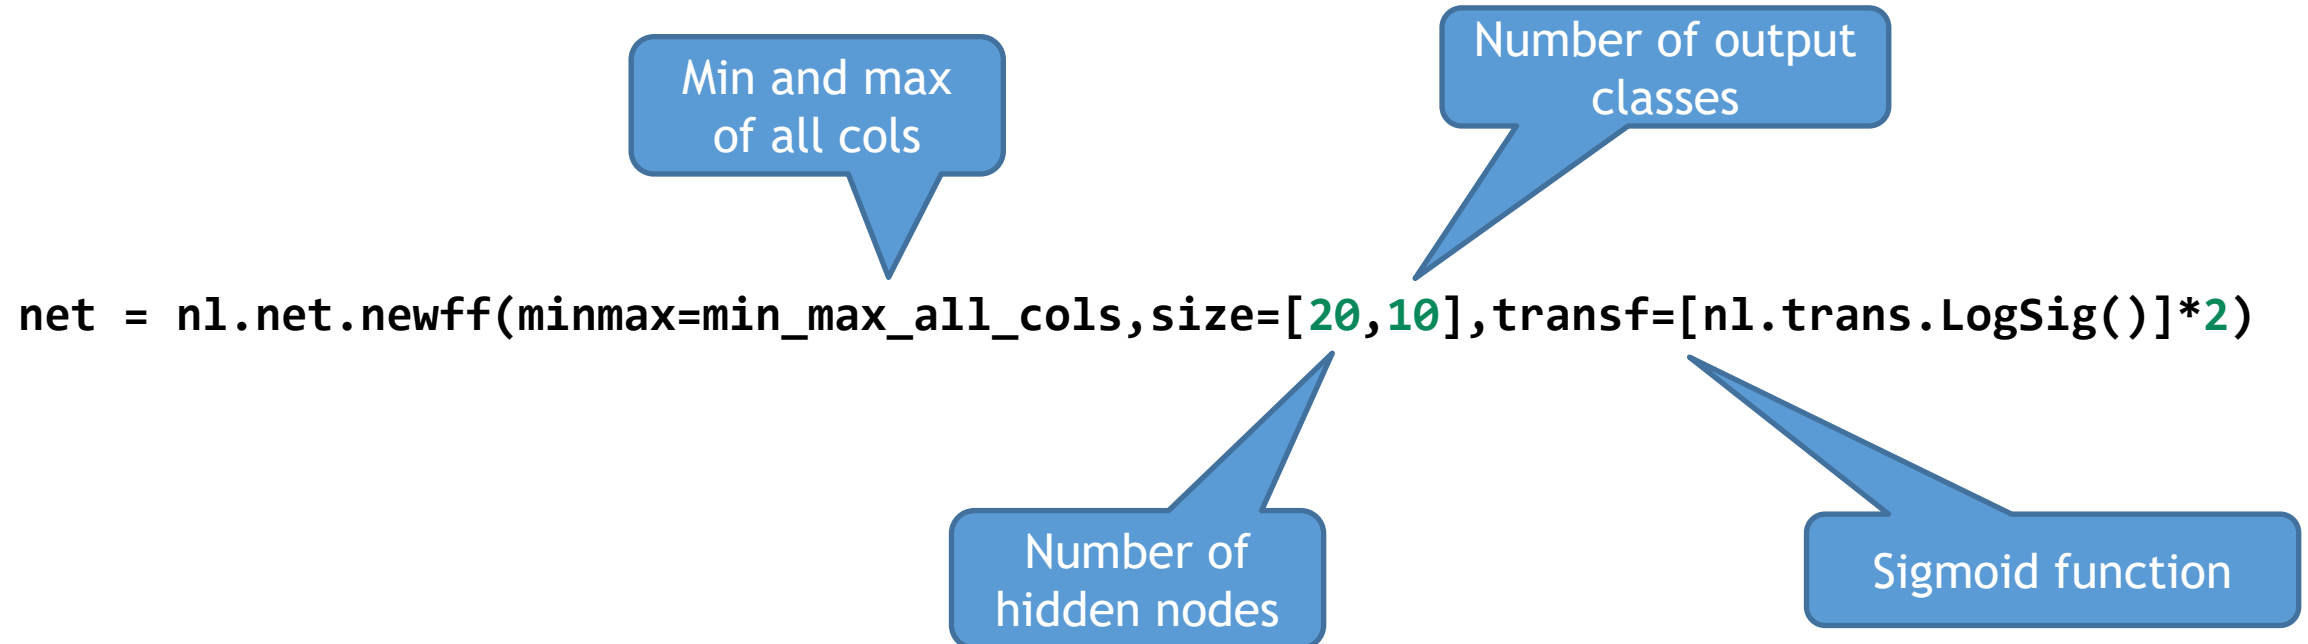 Min and max
of all cols
Number of output
classes
net = nl.net.newff(minmax=min_max_all_cols,size=[20,10],transf=[nl.trans.LogSig()]*2)
Number of
hidden nodes
Sigmoid function